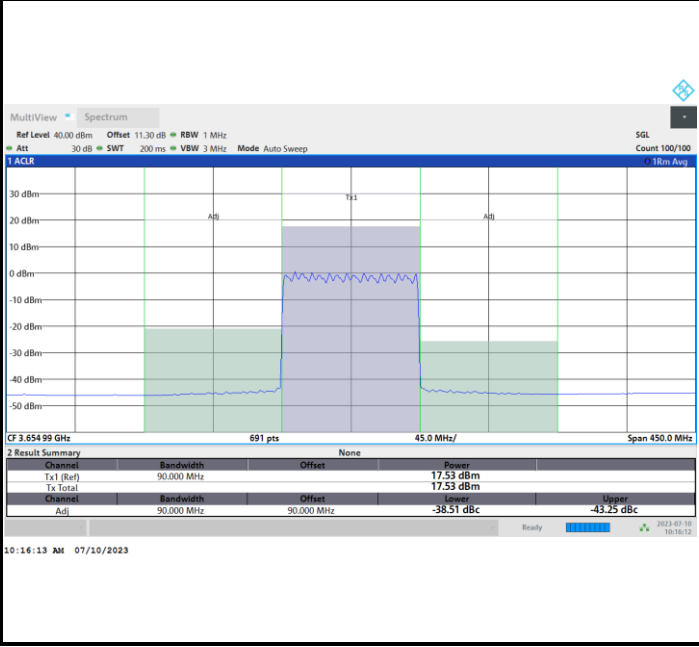 MultiView Spectrum
Ref Level 40.00 dBm Offset 11.30 dB RBW 1 MHz SGL
Att 30 dB SWT 200 ms VBW 3 MHz Mode Auto Sweep Count 100/100
1 ACLR 1Rm Avg
30 dBm
Tx1
20 dBm
Adj Adj
10 dBm
0 dBm
-10 dBm
-20 dBm
-30 dBm
-40 dBm
-50 dBm
CF 3.654 99 GHz 691 pts 45.0 MHz/ Span 450.0 MHz
2 Result Summary None
Channel Bandwidth Offset Power
Tx1 (Ref) 90.000 MHz 17.53 dBm
Tx Total 17.53 dBm
Channel Bandwidth Offset Lower Upper
Adj 90.000 MHz 90.000 MHz -38.51 dBc -43.25 dBc
Ready 2023-07-10
10:16:12
10:16:13 AM 07/10/2023